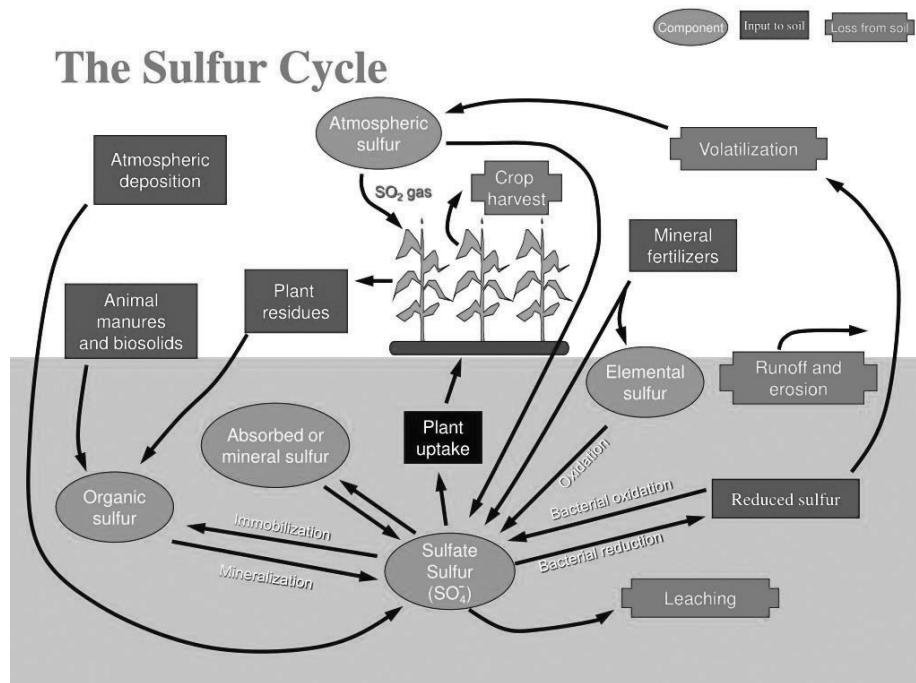 Component
Input to soil
Loss from soil
The Sulfur Cycle
Atmospheric
sulfur
Volatilization
Atmospheric
deposition
SO₂ gas
Crop
harvest
Mineral
fertilizers
Animal
manures
and biosolids
Plant
residues
Elemental
sulfur
Runoff and
erosion
Absorbed or
mineral sulfur
Plant
uptake
Oxidation
Organic
sulfur
Bacterial oxidation
Reduced sulfur
Immobilization
Mineralization
Sulfate
Sulfur
(SO₄⁻)
Bacterial reduction
Leaching